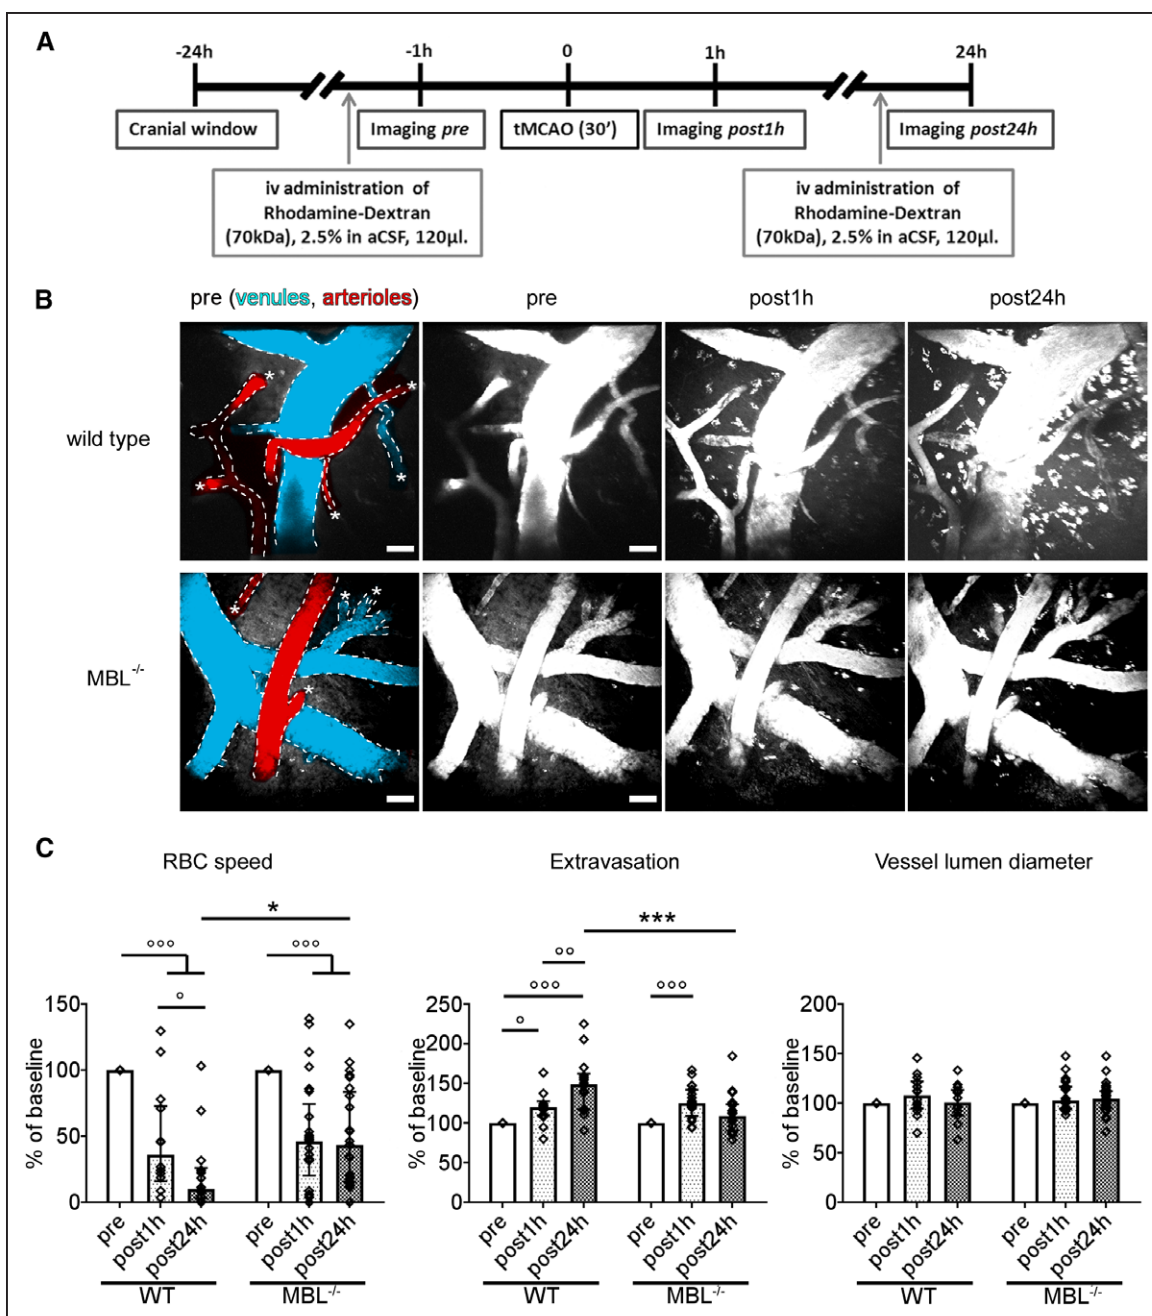 A
-24h
-1h
0
1h
24h
Cranial window
Imaging pre
tMCAO (30')
Imaging post1h
Imaging post24h
iv administration of
Rhodamine-Dextran
(70kDa), 2.5% in aCSF, 120µl.
iv administration of
Rhodamine-Dextran
(70kDa), 2.5% in aCSF, 120µl.
B
pre (venules, arterioles)
pre
post1h
post24h
wild type
* * * * *
MBL-/-
* * * *
C
RBC speed
Extravasation
Vessel lumen diameter
*
°°°
°°°
°
% of baseline
150
100
50
0
pre
post1h
post24h
pre
post1h
post24h
WT
MBL-/-
***
°°
°°°
°°°
°
% of baseline
250
200
150
100
50
0
pre
post1h
post24h
pre
post1h
post24h
WT
MBL-/-
% of baseline
200
150
100
50
0
pre
post1h
post24h
pre
post1h
post24h
WT
MBL-/-